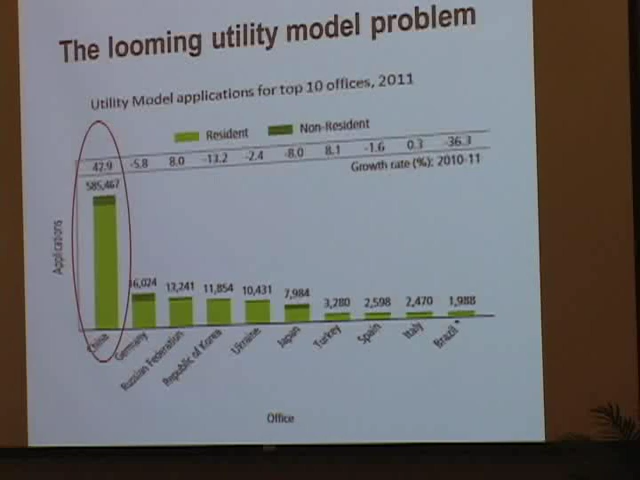 The looming utility model problem
Utility Model applications for top 10 offices, 2011
Resident Non-Resident
42.9 -5.8 8.0 -13.2 -2.4 -8.0 8.1 -1.6 0.3 -36.3
Growth rate (%): 2010-11
585,467
16,024 13,241 11,854 10,431 7,984 3,280 2,598 2,470 1,988
Applications
China Germany Russian Federation Republic of Korea Ukraine Japan Turkey Spain Italy Brazil *
Office